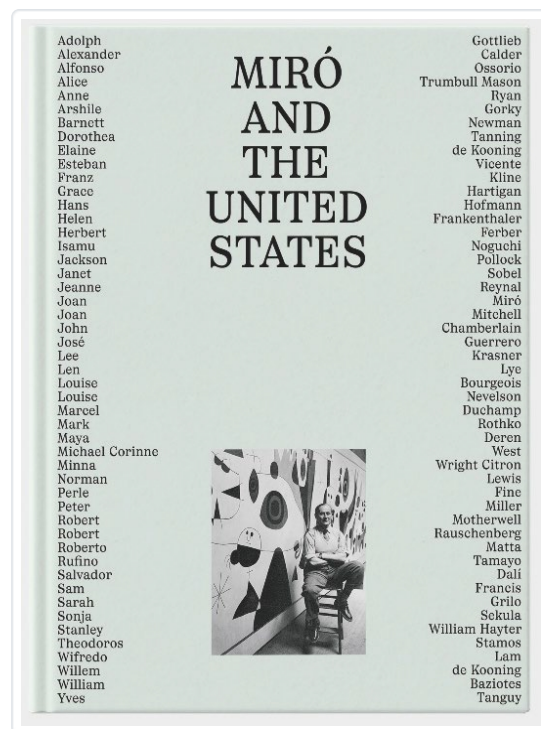 MIRÓ
AND
THE
UNITED
STATES
Adolph Gottlieb
Alexander Calder
Alfonso Ossorio
Alice Trumbull Mason
Anne Ryan
Arshile Gorky
Barnett Newman
Dorothea Tanning
Elaine de Kooning
Esteban Vicente
Franz Kline
Grace Hartigan
Hans Hofmann
Helen Frankenthaler
Herbert Ferber
Isamu Noguchi
Jackson Pollock
Janet Sobel
Jeanne Reynal
Joan Miró
Joan Mitchell
John Chamberlain
José Guerrero
Lee Krasner
Len Lye
Louise Bourgeois
Louise Nevelson
Marcel Duchamp
Mark Rothko
Maya Deren
Michael Corinne West
Minna Wright Citron
Norman Lewis
Perle Fine
Peter Miller
Robert Motherwell
Robert Rauschenberg
Roberto Matta
Rufino Tamayo
Salvador Dalí
Sam Francis
Sarah Grilo
Sonja Sekula
Stanley William Hayter
Theodoros Stamos
Wifredo Lam
Willem de Kooning
William Baziotes
Yves Tanguy